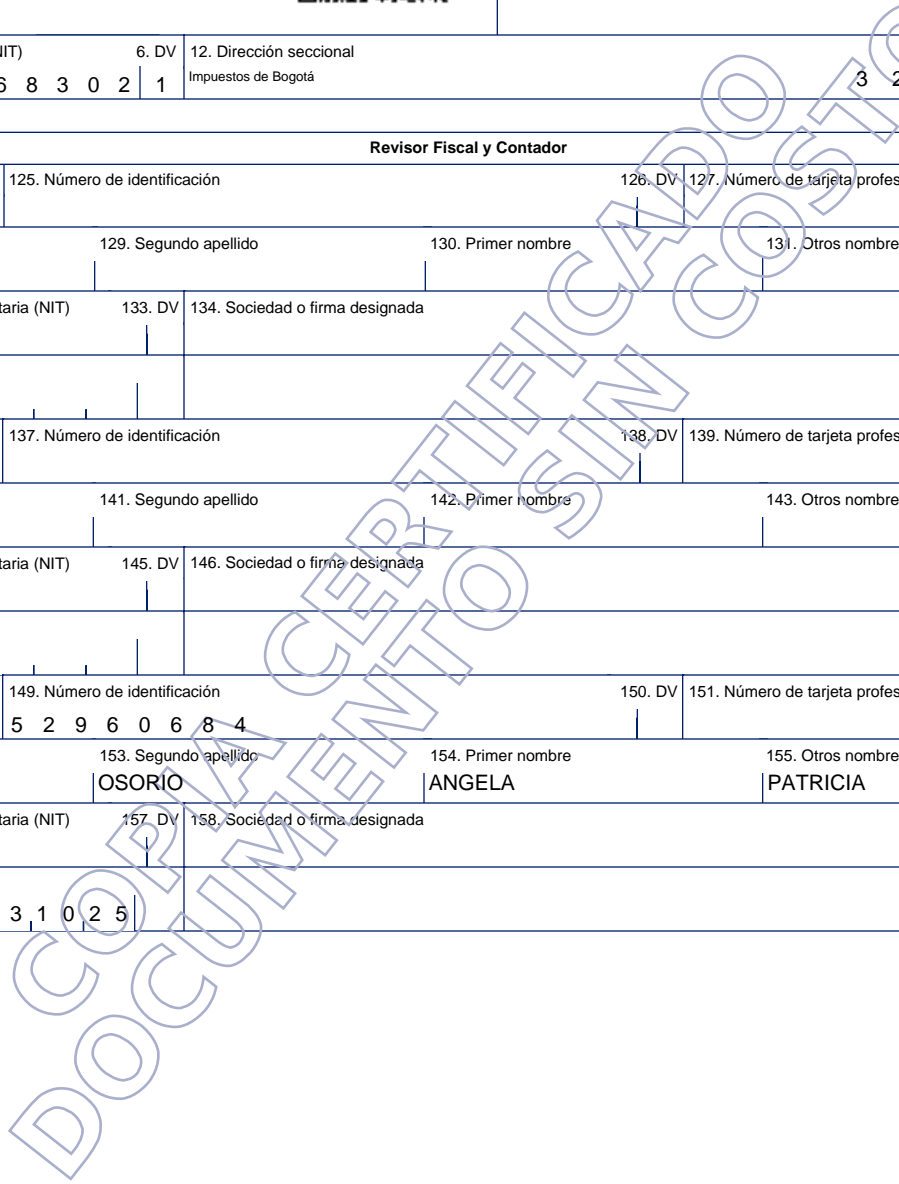 NIT) 6. DV 12. Dirección seccional
6 8 3 0 2 1 Impuestos de Bogotá 3 2
Revisor Fiscal y Contador
125. Número de identificación 126. DV 127. Número de tarjeta profes
129. Segundo apellido 130. Primer nombre 131. Otros nombre
taria (NIT) 133. DV 134. Sociedad o firma designada
137. Número de identificación 138. DV 139. Número de tarjeta profes
141. Segundo apellido 142. Primer nombre 143. Otros nombre
taria (NIT) 145. DV 146. Sociedad o firma designada
149. Número de identificación 150. DV 151. Número de tarjeta profes
5 2 9 6 0 6 8 4
153. Segundo apellido 154. Primer nombre 155. Otros nombre
OSORIO ANGELA PATRICIA
taria (NIT) 157. DV 158. Sociedad o firma designada
3 1 0 2 5
COPIA CERTIFICADO
DOCUMENTO SIN COSTO